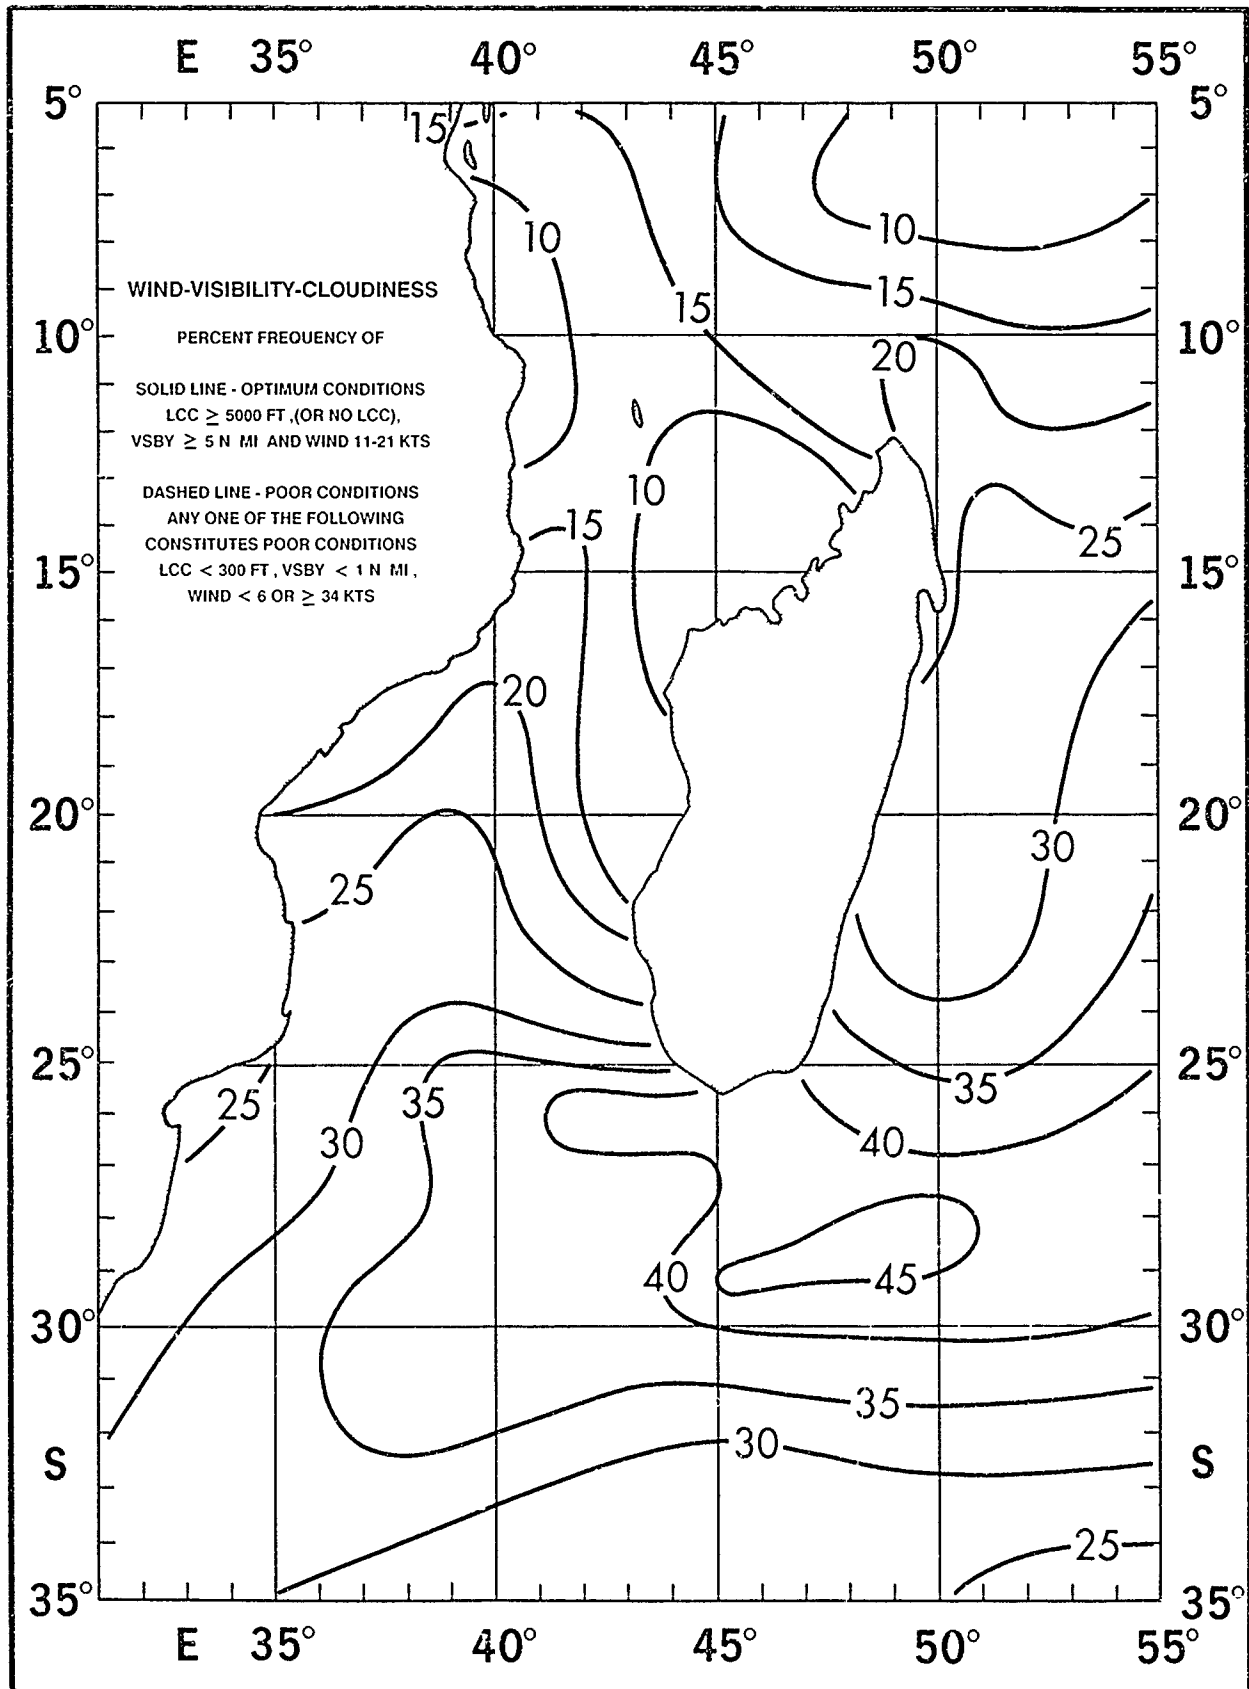 E 35° 40° 45° 50° 55°
5° 5°
15
10
10
WIND-VISIBILITY-CLOUDINESS
15
15
PERCENT FREQUENCY OF
10° 10°
20
SOLID LINE - OPTIMUM CONDITIONS
LCC ≥ 5000 FT ,(OR NO LCC),
VSBY ≥ 5 N MI AND WIND 11-21 KTS
10
DASHED LINE - POOR CONDITIONS
ANY ONE OF THE FOLLOWING
15
CONSTITUTES POOR CONDITIONS
25
LCC < 300 FT , VSBY < 1 N MI ,
15° 15°
WIND < 6 OR ≥ 34 KTS
20
20° 20°
30
25
25° 25°
35
25 35
30 40
40 45
30° 30°
35
30
S S
25
35° 35°
E 35° 40° 45° 50° 55°